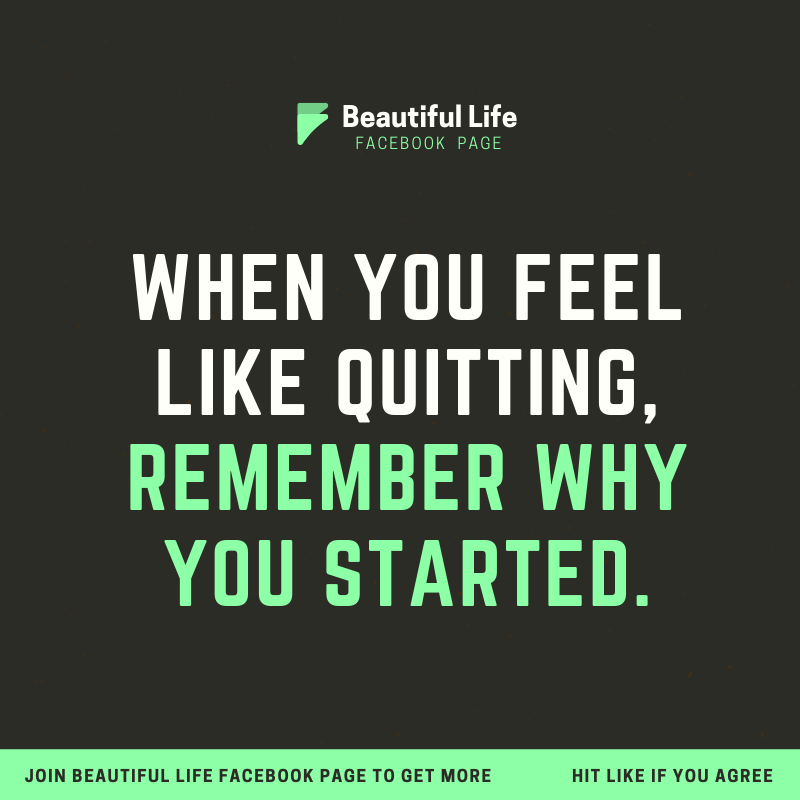 Beautiful Life
FACEBOOK PAGE
WHEN YOU FEEL
LIKE QUITTING,
REMEMBER WHY
YOU STARTED.
JOIN BEAUTIFUL LIFE FACEBOOK PAGE TO GET MORE
HIT LIKE IF YOU AGREE